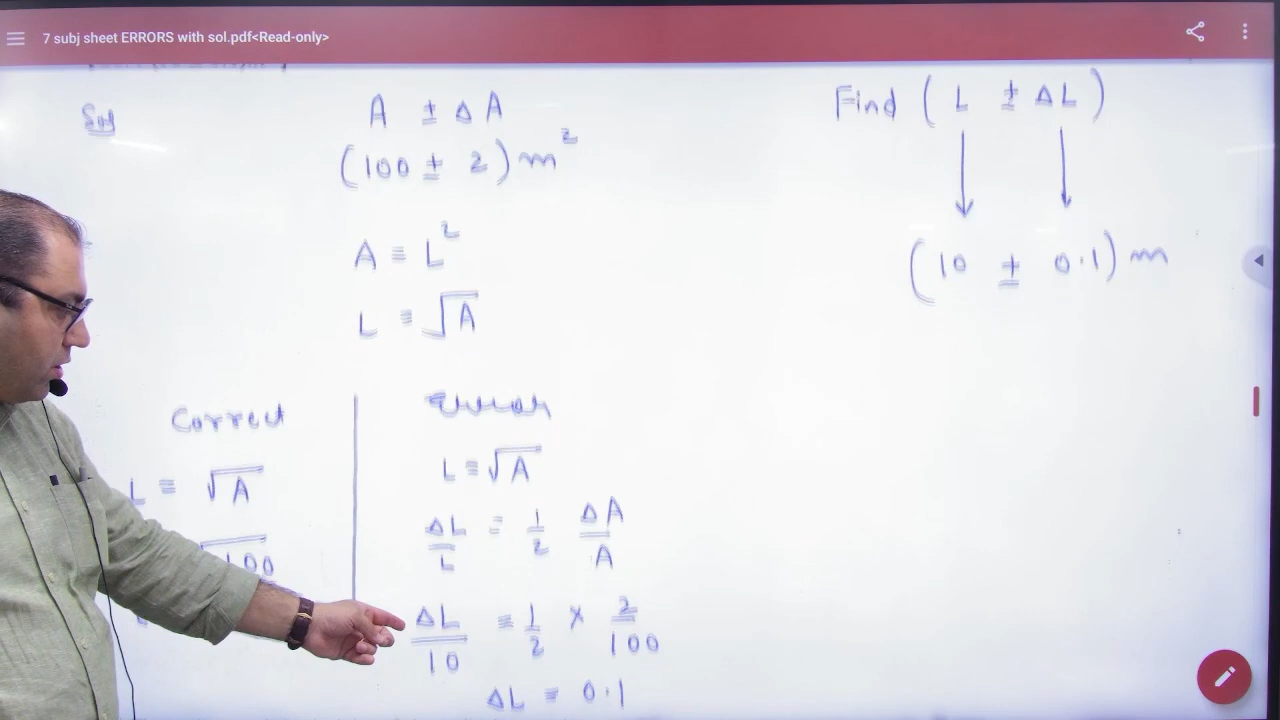 7 subj sheet ERRORS with sol.pdf<Read-only>
Sol
A ± Δ A
(100 ± 2) m²
A = L²
L = √A
Find ( L ± ΔL )
(10 ± 0.1) m
Correct
L = √A
100
Error
L = √A
ΔL/L = 1/2 ΔA/A
ΔL/10 = 1/2 × 2/100
ΔL = 0.1